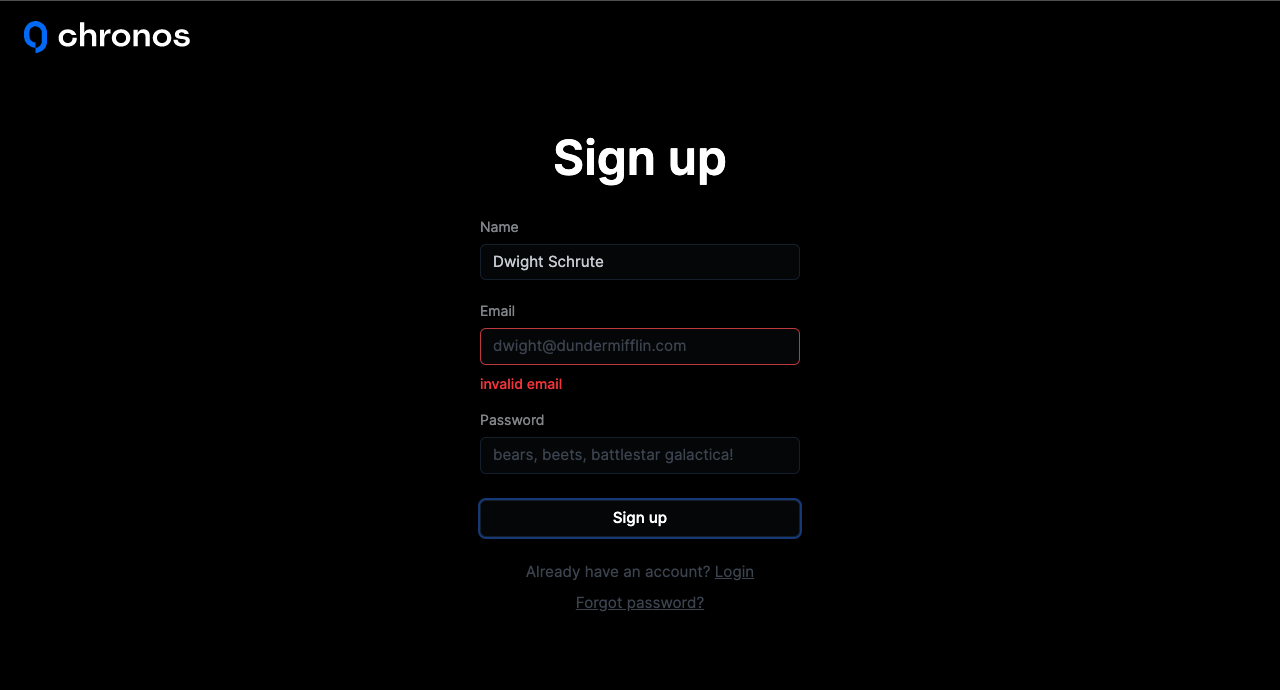 chronos
Sign up
Name
Dwight Schrute
Email
dwight@dundermifflin.com
invalid email
Password
bears, beets, battlestar galactica!
Sign up
Already have an account? Login
Forgot password?